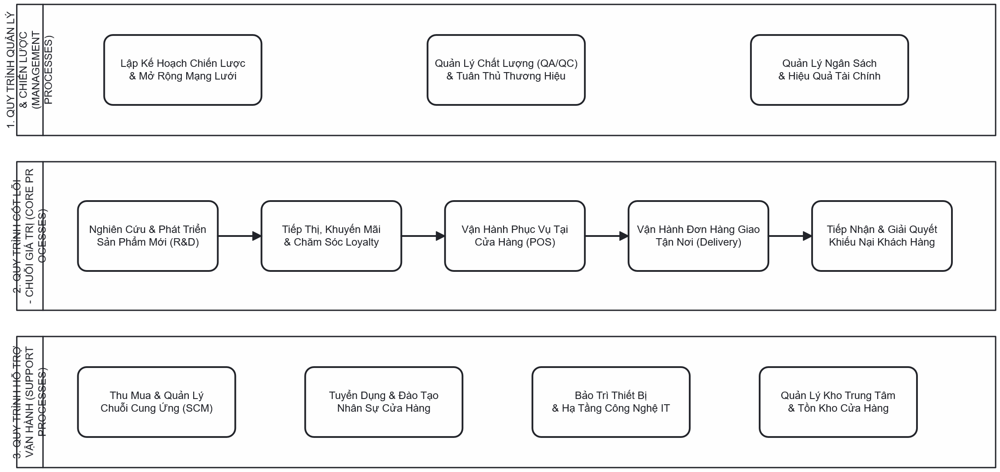 1. QUY TRÌNH QUẢN LÝ
& CHIẾN LƯỢC
(MANAGEMENT
PROCESSES)
Lập Kế Hoạch Chiến Lược
& Mở Rộng Mạng Lưới
Quản Lý Chất Lượng (QA/QC)
& Tuân Thủ Thương Hiệu
Quản Lý Ngân Sách
& Hiệu Quả Tài Chính
2. QUY TRÌNH CỐT LÕI
- CHUỖI GIÁ TRỊ (CORE PR
OCESSES)
Nghiên Cứu & Phát Triển
Sản Phẩm Mới (R&D)
Tiếp Thị, Khuyến Mãi
& Chăm Sóc Loyalty
Vận Hành Phục Vụ Tại
Cửa Hàng (POS)
Vận Hành Đơn Hàng Giao
Tận Nơi (Delivery)
Tiếp Nhận & Giải Quyết
Khiếu Nại Khách Hàng
3. QUY TRÌNH HỖ TRỢ
VẬN HÀNH (SUPPORT
PROCESSES)
Thu Mua & Quản Lý
Chuỗi Cung Ứng (SCM)
Tuyển Dụng & Đào Tạo
Nhân Sự Cửa Hàng
Bảo Trì Thiết Bị
& Hạ Tầng Công Nghệ IT
Quản Lý Kho Trung Tâm
& Tồn Kho Cửa Hàng